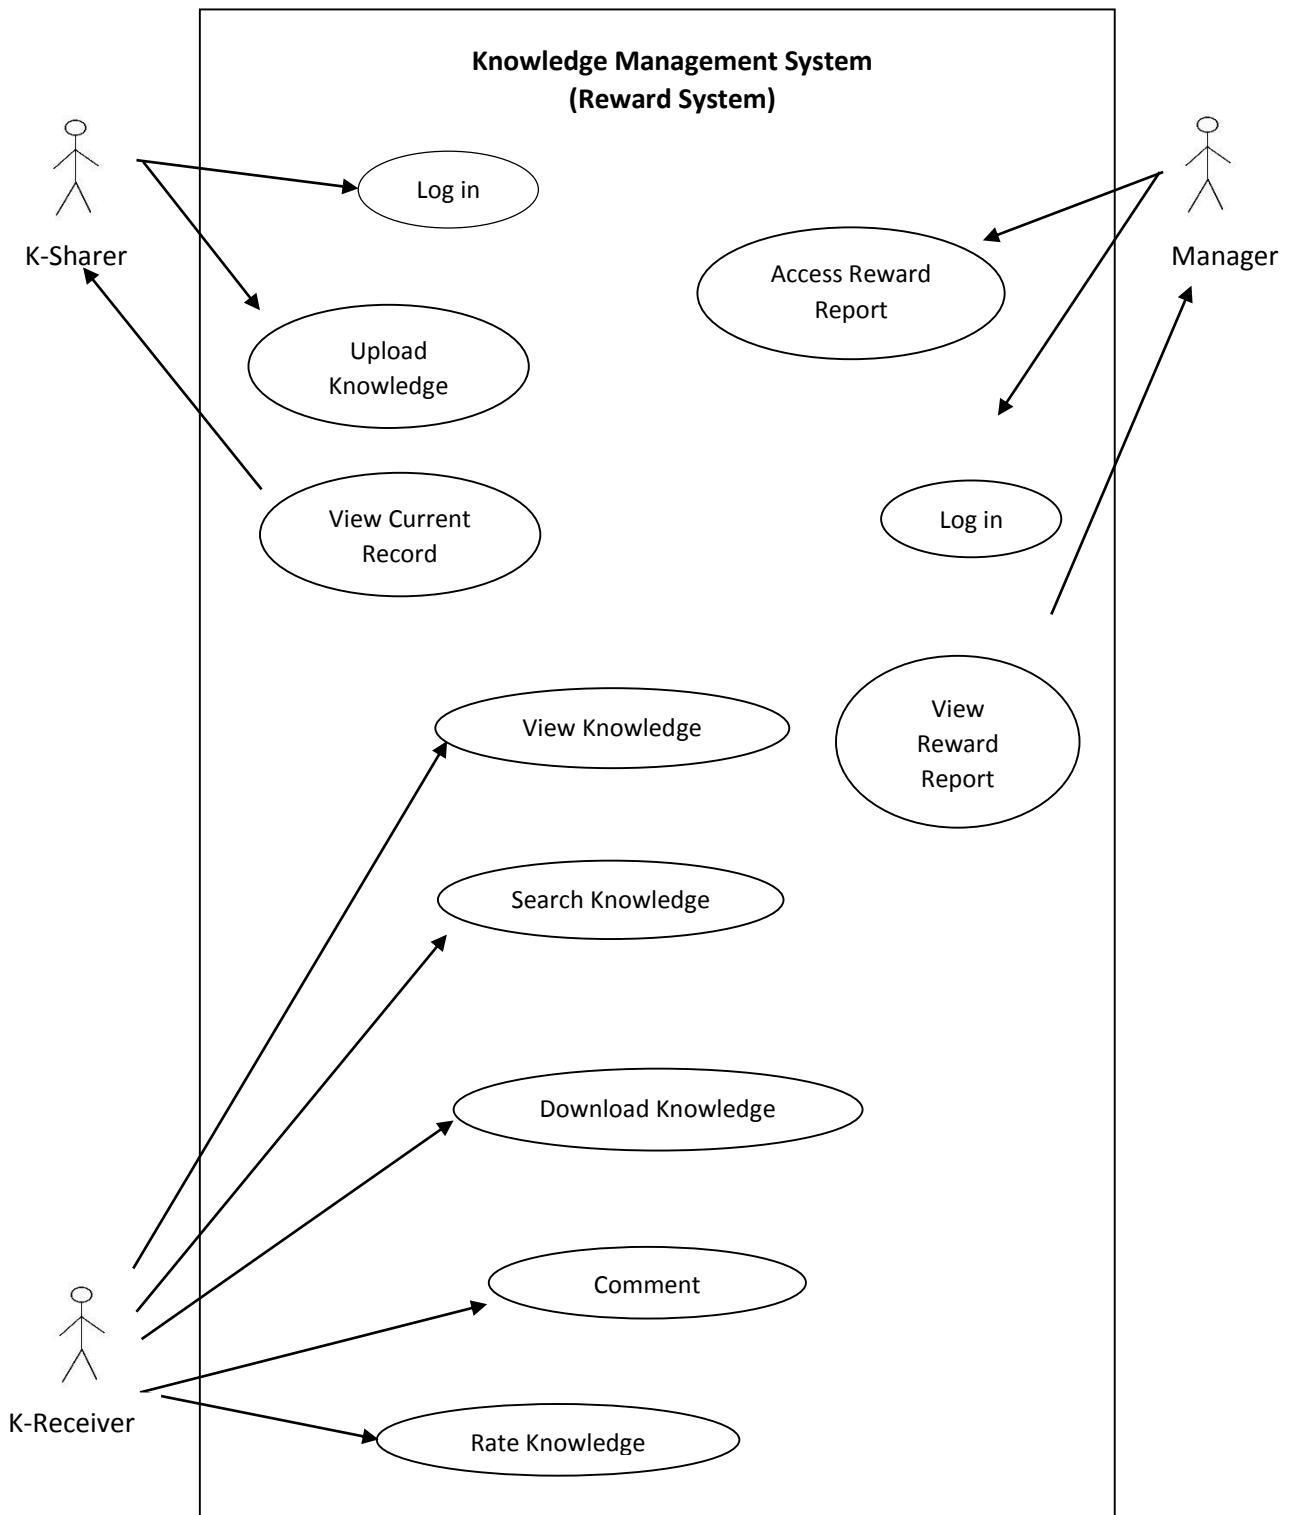 Knowledge Management System
(Reward System)
Log in
K-Sharer
Manager
Access Reward
Report
Upload
Knowledge
View Current
Record
Log in
View Knowledge
View
Reward
Report
Search Knowledge
Download Knowledge
Comment
K-Receiver
Rate Knowledge